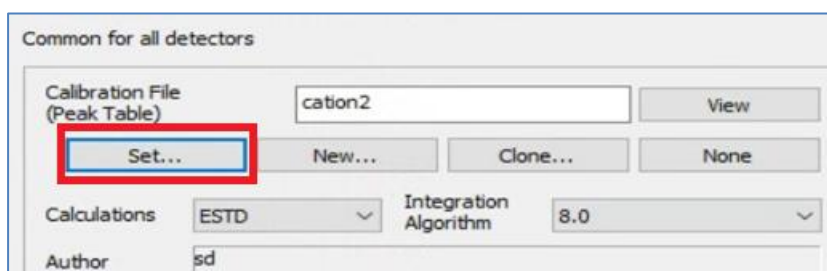 Common for all detectors
Calibration File
(Peak Table)
cation2
View
Set...
New...
Clone...
None
Calculations
ESTD
Integration
Algorithm
8.0
Author
sd